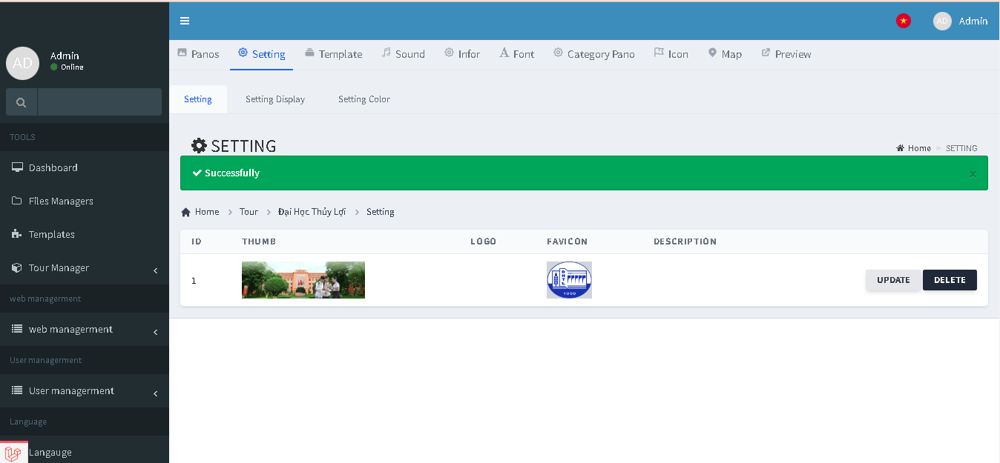 AD Admin
Panos Setting Template Sound Infor Font Category Pano Icon Map Preview
AD
Admin
Online
Setting Setting Display Setting Color
TOOLS
SETTING
Home > SETTING
Successfully ×
Dashboard
Files Managers
Home > Tour > Đại Học Thủy Lợi > Setting
Templates
ID THUMB LOGO FAVICON DESCRIPTION
Tour Manager
1 1959 UPDATE DELETE
web managerment
web managerment
User managerment
User managerment
Language
Langauge